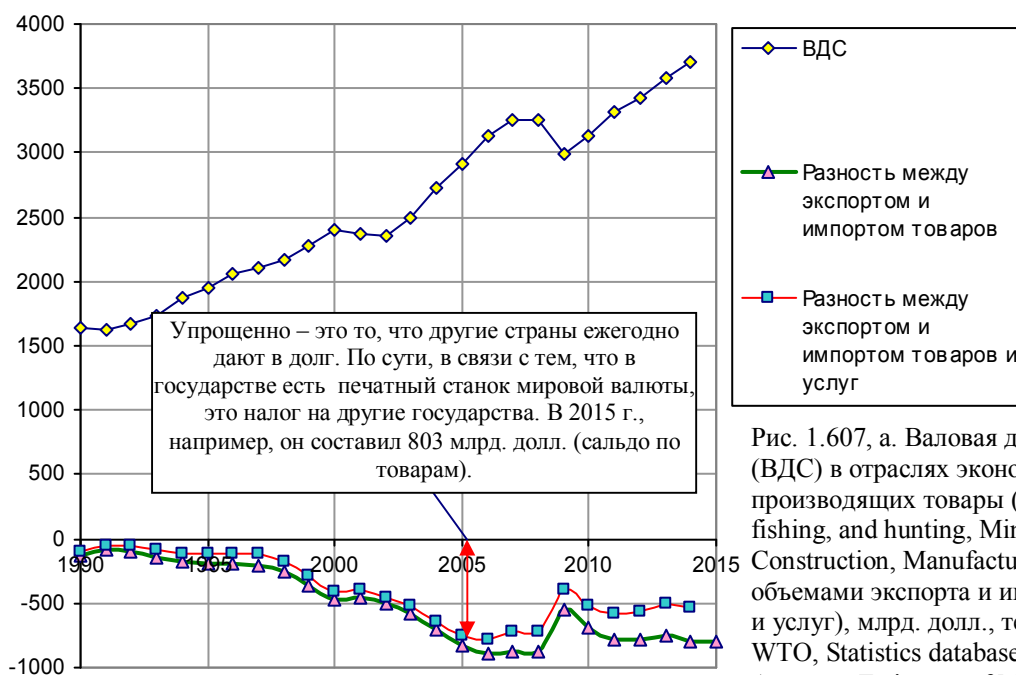 4000
3500
3000
2500
2000
1500
1000
500
0
-500
-1000
1990
1995
2000
2005
2010
2015
Упрощенно – это то, что другие страны ежегодно
дают в долг. По сути, в связи с тем, что в
государстве есть печатный станок мировой валюты,
это налог на другие государства. В 2015 г.,
например, он составил 803 млрд. долл. (сальдо по
товарам).
ВДС
Разность между
экспортом и
импортом товаров
Разность между
экспортом и
импортом товаров и
услуг
Рис. 1.607, а. Валовая д
(ВДС) в отраслях эконо
производящих товары (
fishing, and hunting, Min
Construction, Manufactu
объемами экспорта и им
и услуг), млрд. долл., те
WTO, Statistics database